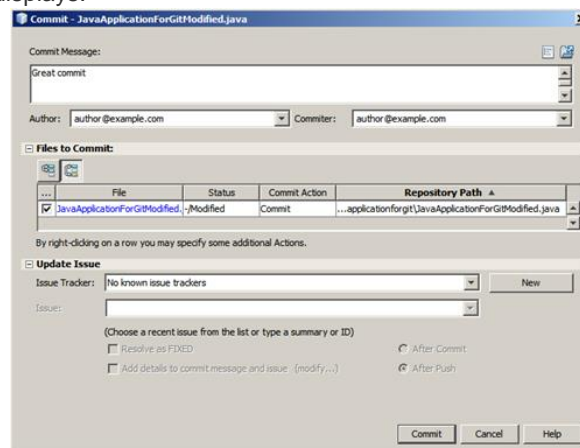 Commit - JavaApplicationForGitModified.java
Commit Message:
Great commit
Author: author@example.com Commiter: author@example.com
Files to Commit:
... File Status Commit Action Repository Path
JavaApplicationForGitModified. -/Modified Commit ...applicationforgit\JavaApplicationForGitModified.java
By right-clicking on a row you may specify some additional Actions.
Update Issue
Issue Tracker: No known issue trackers New
Issue:
(Choose a recent issue from the list or type a summary or ID)
Resolve as FIXED After Commit
Add details to commit message and issue (modify...) After Push
Commit Cancel Help